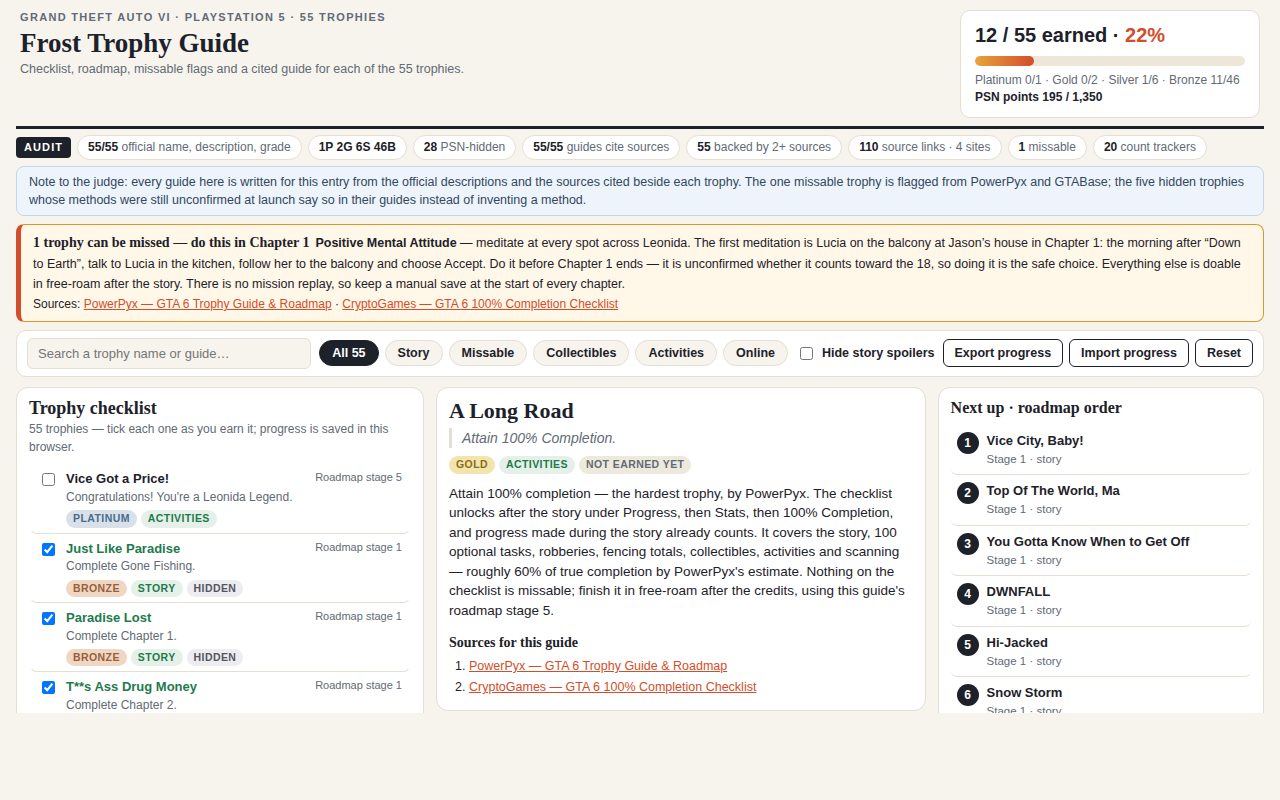 GRAND THEFT AUTO VI · PLAYSTATION 5 · 55 TROPHIES
Frost Trophy Guide
Checklist, roadmap, missable flags and a cited guide for each of the 55 trophies.
12 / 55 earned · 22%
Platinum 0/1 · Gold 0/2 · Silver 1/6 · Bronze 11/46
PSN points 195 / 1,350
AUDIT
55/55 official name, description, grade
1P 2G 6S 46B
28 PSN-hidden
55/55 guides cite sources
55 backed by 2+ sources
110 source links · 4 sites
1 missable
20 count trackers
Note to the judge: every guide here is written for this entry from the official descriptions and the sources cited beside each trophy. The one missable trophy is flagged from PowerPyx and GTABase; the five hidden trophies
whose methods were still unconfirmed at launch say so in their guides instead of inventing a method.
1 trophy can be missed — do this in Chapter 1 Positive Mental Attitude — meditate at every spot across Leonida. The first meditation is Lucia on the balcony at Jason’s house in Chapter 1: the morning after “Down
to Earth”, talk to Lucia in the kitchen, follow her to the balcony and choose Accept. Do it before Chapter 1 ends — it is unconfirmed whether it counts toward the 18, so doing it is the safe choice. Everything else is doable
in free-roam after the story. There is no mission replay, so keep a manual save at the start of every chapter.
Sources: PowerPyx — GTA 6 Trophy Guide & Roadmap · CryptoGames — GTA 6 100% Completion Checklist
Search a trophy name or guide…
All 55
Story
Missable
Collectibles
Activities
Online
Hide story spoilers
Export progress
Import progress
Reset
Trophy checklist
55 trophies — tick each one as you earn it; progress is saved in this
browser.
Vice Got a Price!
Roadmap stage 5
Congratulations! You're a Leonida Legend.
PLATINUM
ACTIVITIES
Just Like Paradise
Roadmap stage 1
Complete Gone Fishing.
BRONZE
STORY
HIDDEN
Paradise Lost
Roadmap stage 1
Complete Chapter 1.
BRONZE
STORY
HIDDEN
T**s Ass Drug Money
Roadmap stage 1
Complete Chapter 2.
A Long Road
Attain 100% Completion.
GOLD
ACTIVITIES
NOT EARNED YET
Attain 100% completion — the hardest trophy, by PowerPyx. The checklist
unlocks after the story under Progress, then Stats, then 100% Completion,
and progress made during the story already counts. It covers the story, 100
optional tasks, robberies, fencing totals, collectibles, activities and scanning
— roughly 60% of true completion by PowerPyx's estimate. Nothing on the
checklist is missable; finish it in free-roam after the credits, using this guide's
roadmap stage 5.
Sources for this guide
1. PowerPyx — GTA 6 Trophy Guide & Roadmap
2. CryptoGames — GTA 6 100% Completion Checklist
Next up · roadmap order
1
Vice City, Baby!
Stage 1 · story
2
Top Of The World, Ma
Stage 1 · story
3
You Gotta Know When to Get Off
Stage 1 · story
4
DWNFALL
Stage 1 · story
5
Hi-Jacked
Stage 1 · story
6
Snow Storm
Stage 1 · story